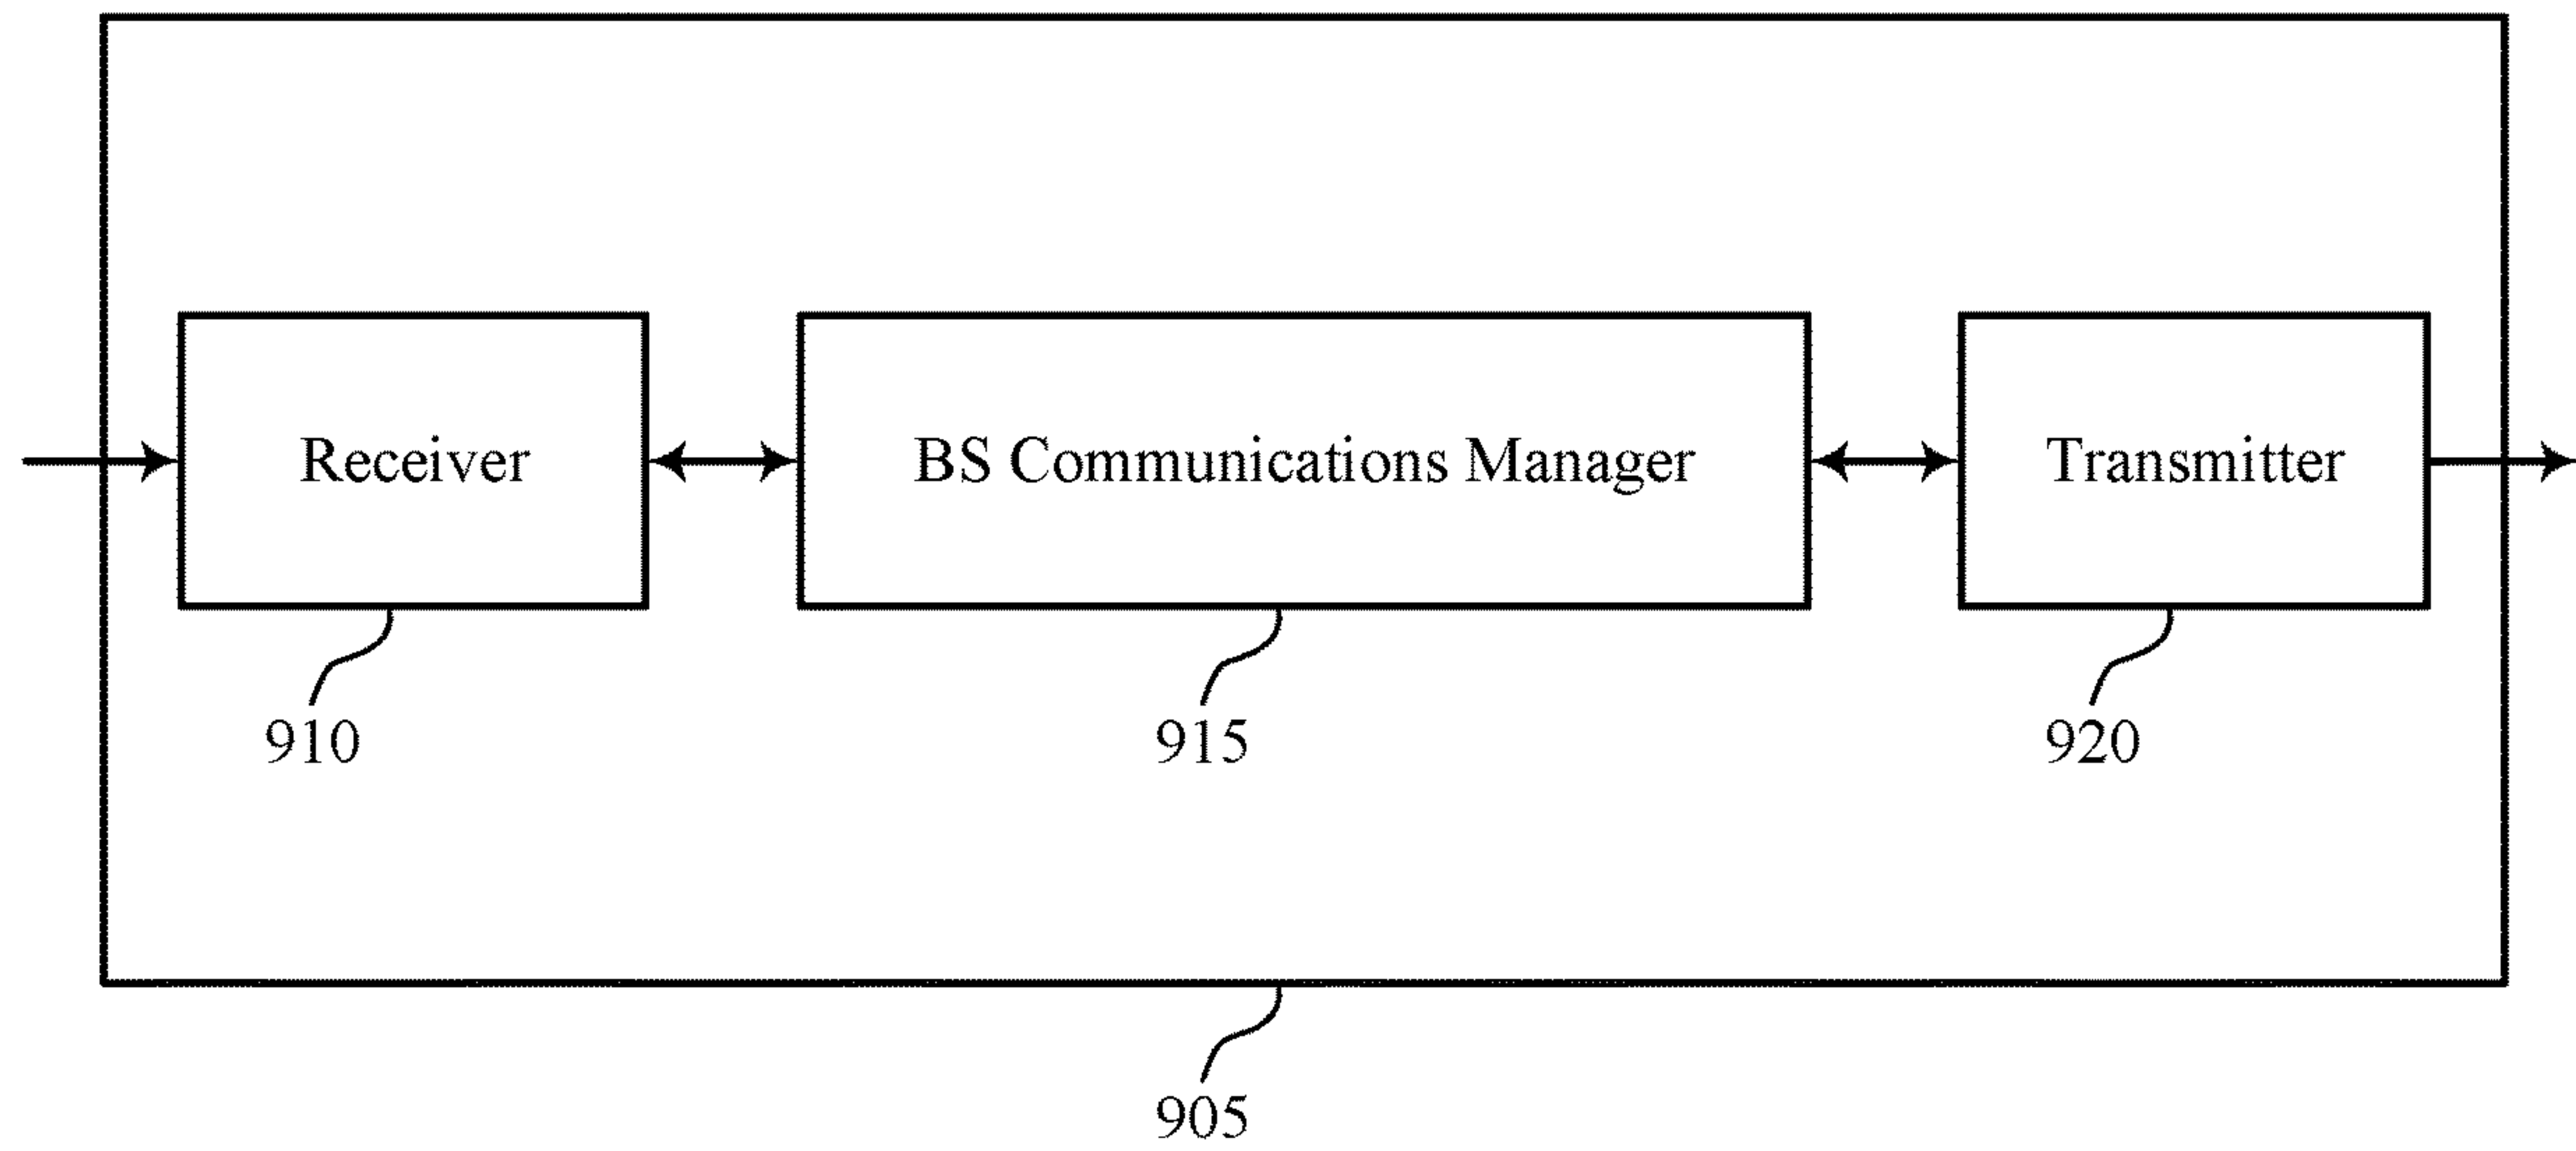 Receiver
BS Communications Manager
Transmitter
910
915
920
905